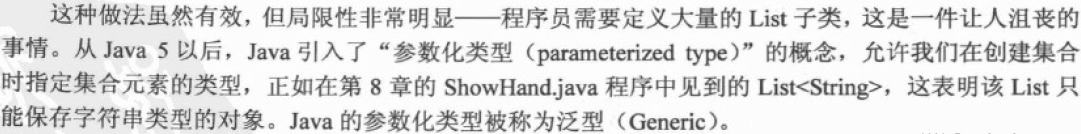 这种做法虽然有效，但局限性非常明显——程序员需要定义大量的 List 子类，这是一件让人沮丧的
事情。从 Java 5 以后，Java 引入了“参数化类型（parameterized type）”的概念，允许我们在创建集合
时指定集合元素的类型，正如在第 8 章的 ShowHand.java 程序中见到的 List<String>，这表明该 List 只
能保存字符串类型的对象。Java 的参数化类型被称为泛型（Generic）。